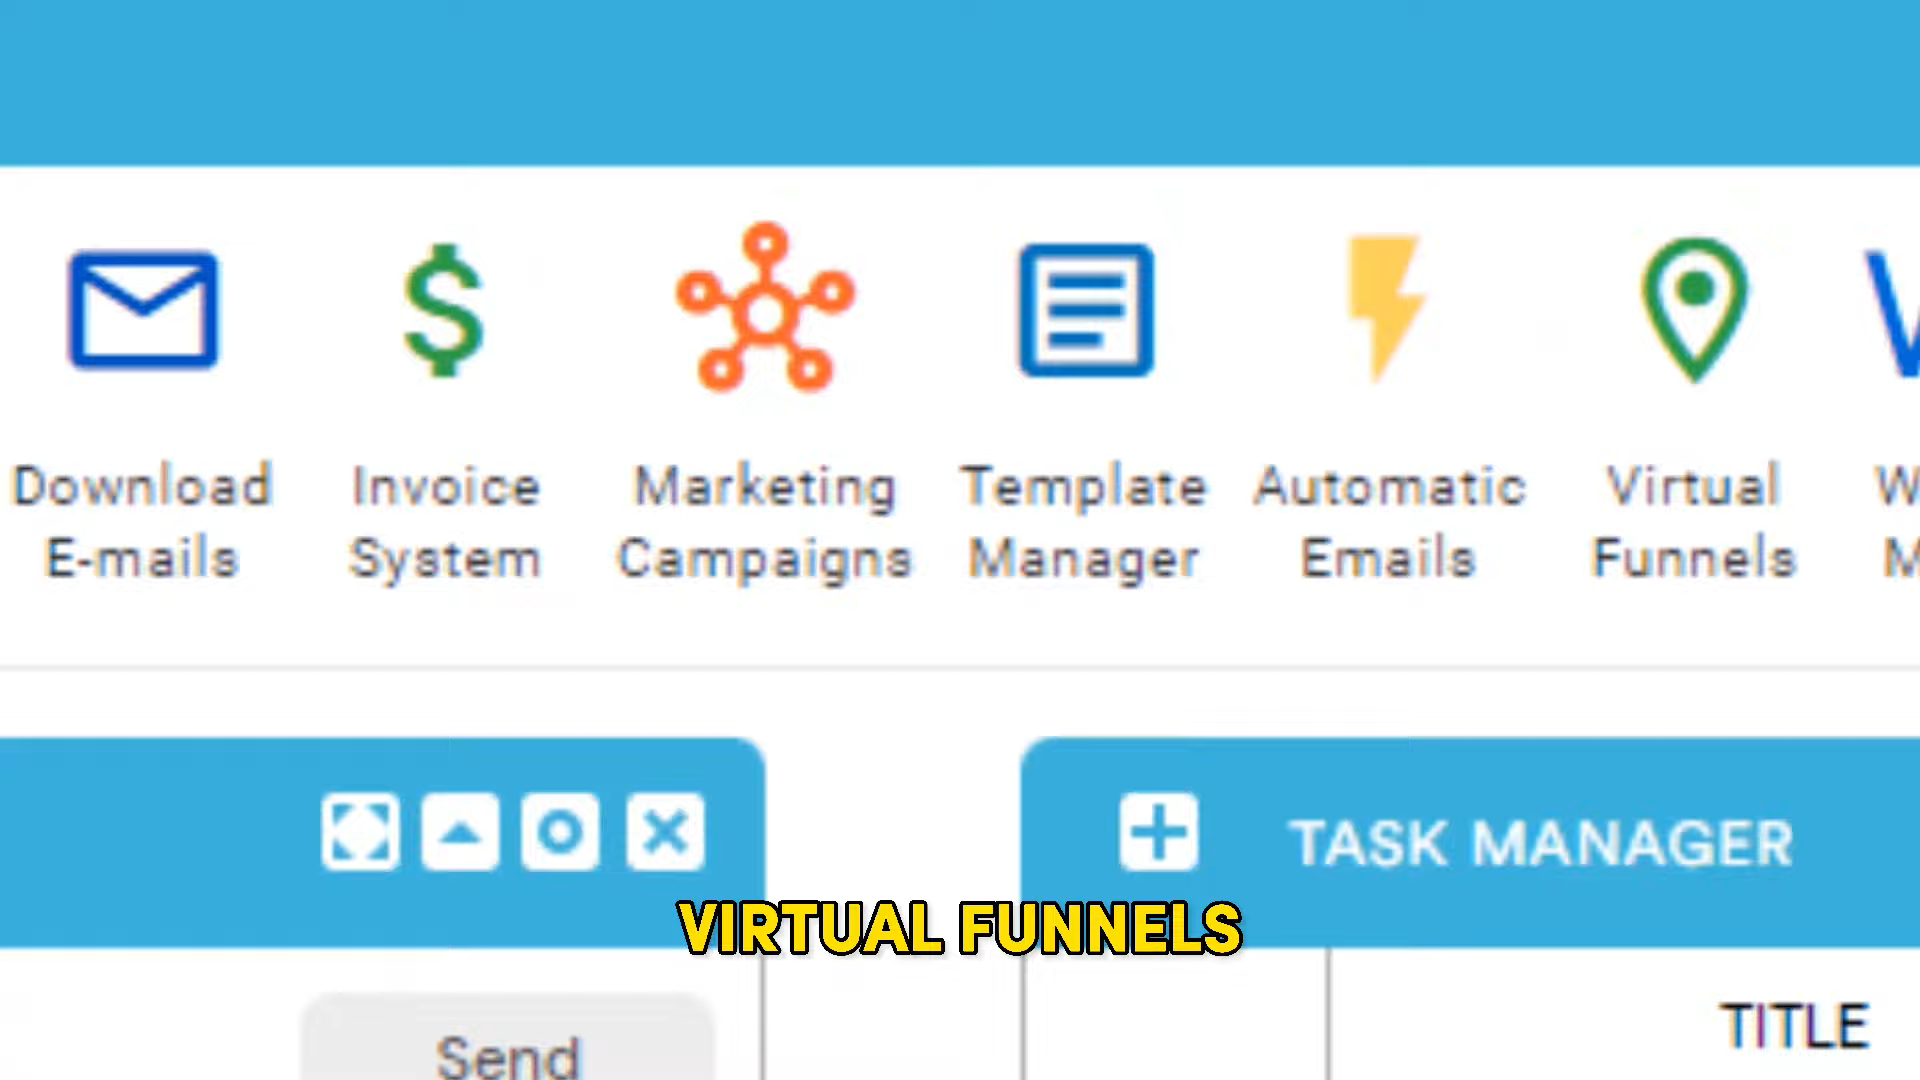 Download E-mails
Invoice System
Marketing Campaigns
Template Manager
Automatic Emails
Virtual Funnels
TASK MANAGER
VIRTUAL FUNNELS
TITLE
Send